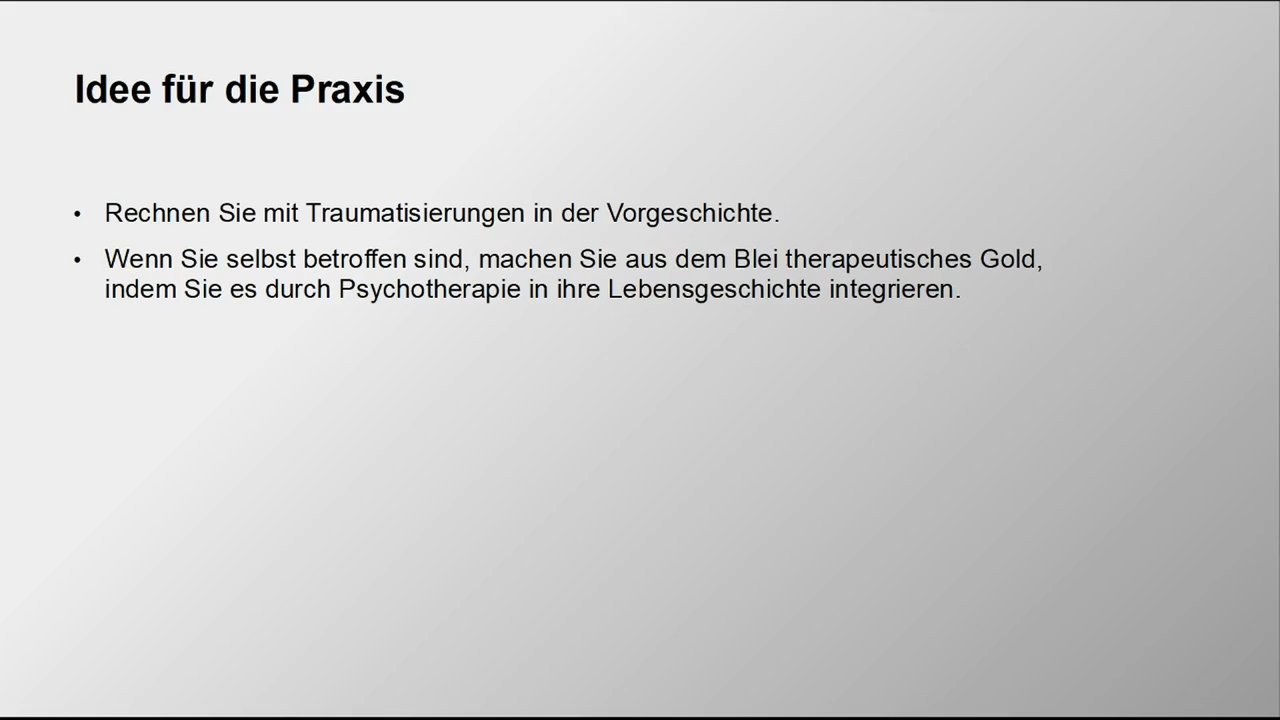 Idee für die Praxis
• Rechnen Sie mit Traumatisierungen in der Vorgeschichte.
• Wenn Sie selbst betroffen sind, machen Sie aus dem Blei therapeutisches Gold,
indem Sie es durch Psychotherapie in ihre Lebensgeschichte integrieren.